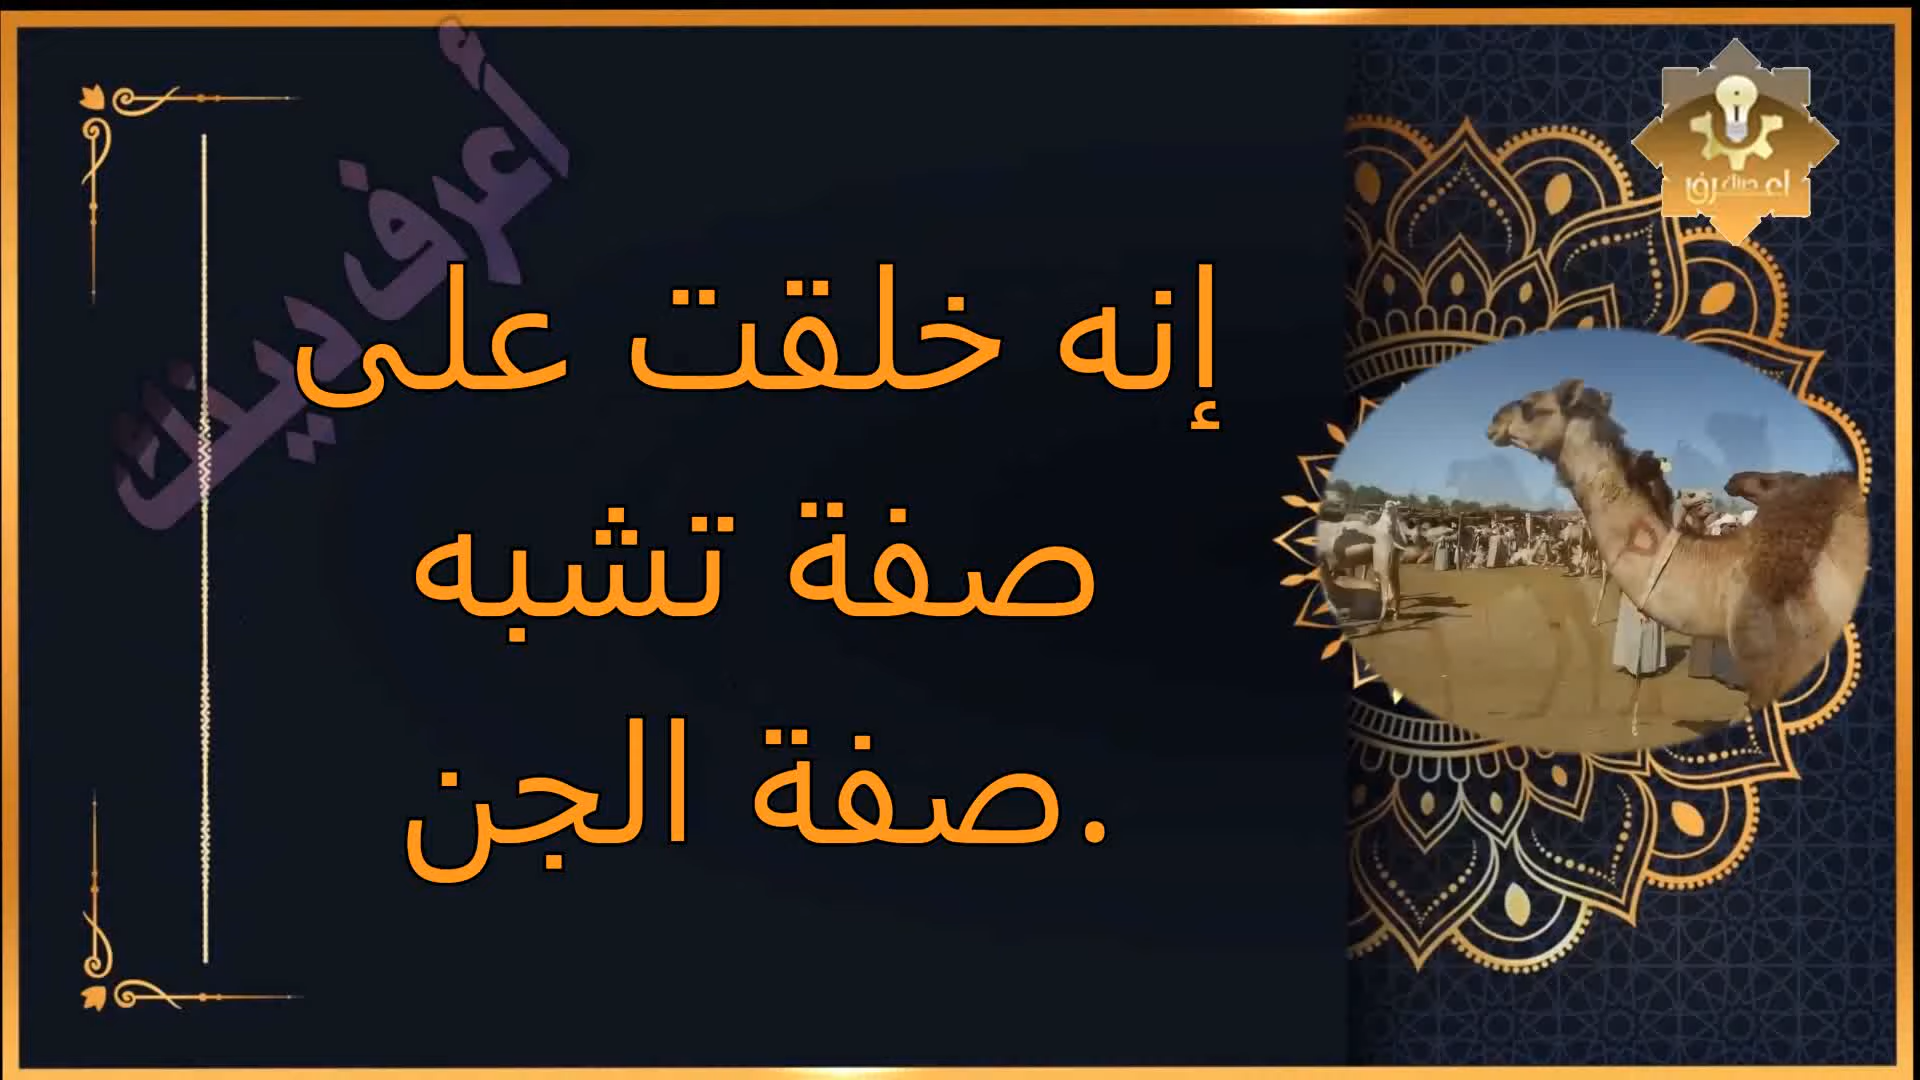 أعرف دينك
إنه خلقت على
صفة تشبه
صفة الجن.